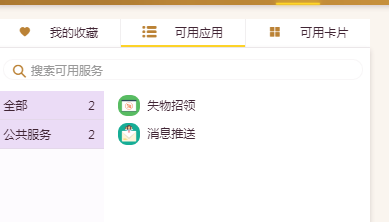 我的收藏 可用应用 可用卡片
搜索可用服务
全部 2 失物招领
公共服务 2 消息推送